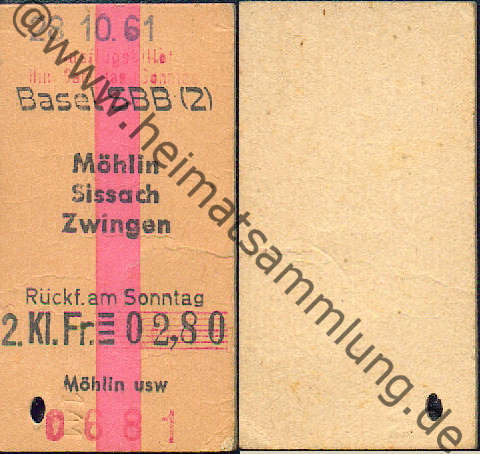 28 10.61
Basel SBB (2)
Möhlin
Sissach
Zwingen
Rückf. am Sonntag
2. Kl. Fr. 02,80
Möhlin usw
0681
@www.heimatsammlung.de